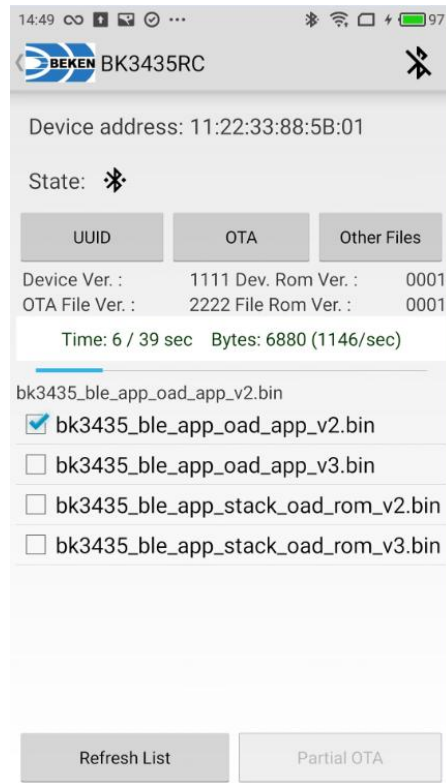 14:49 97
BEKEN BK3435RC
Device address: 11:22:33:88:5B:01
State:
UUID OTA Other Files
Device Ver. : 1111 Dev. Rom Ver. : 0001
OTA File Ver. : 2222 File Rom Ver. : 0001
Time: 6 / 39 sec Bytes: 6880 (1146/sec)
bk3435_ble_app_oad_app_v2.bin
bk3435_ble_app_oad_app_v2.bin
bk3435_ble_app_oad_app_v3.bin
bk3435_ble_app_stack_oad_rom_v2.bin
bk3435_ble_app_stack_oad_rom_v3.bin
Refresh List Partial OTA